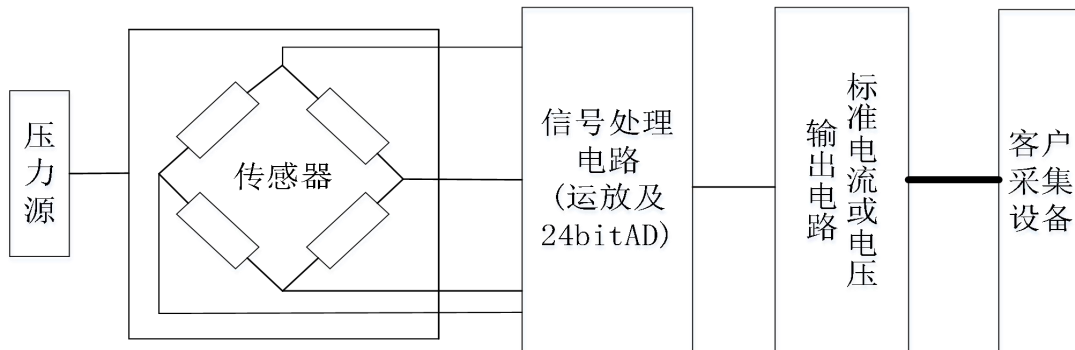 压力源
传感器
信号处理
电路
(运放及
24bitAD)
标准电流或电压
输出电路
客户
采集
设备